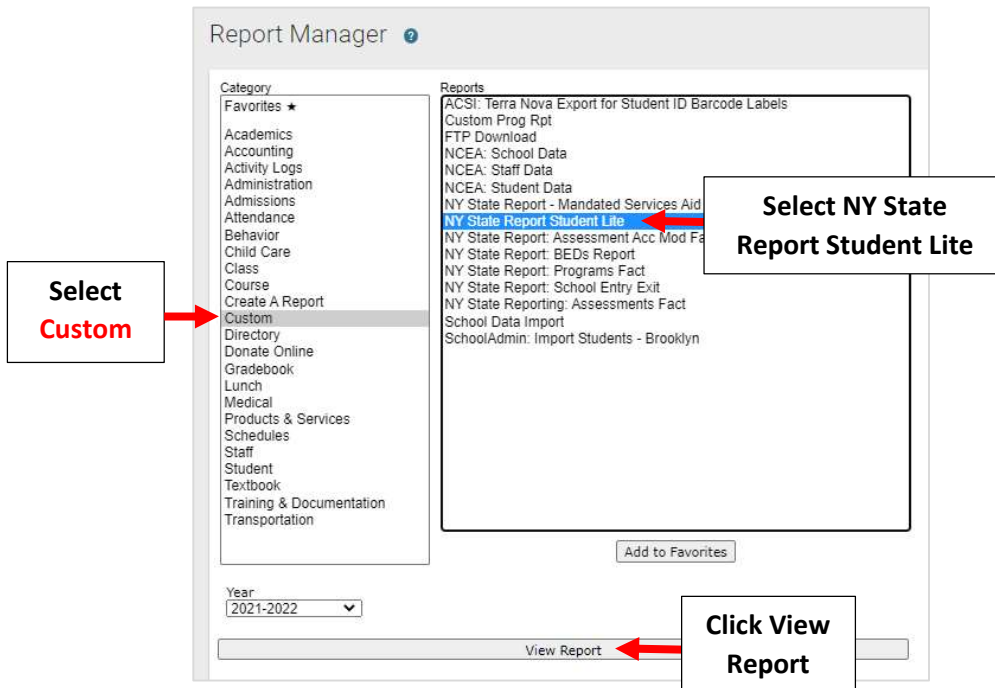 Report Manager ?
Category
Favorites ★
Academics
Accounting
Activity Logs
Administration
Admissions
Attendance
Behavior
Child Care
Class
Course
Create A Report
Custom
Directory
Donate Online
Gradebook
Lunch
Medical
Products & Services
Schedules
Staff
Student
Textbook
Training & Documentation
Transportation
Reports
ACSI: Terra Nova Export for Student ID Barcode Labels
Custom Prog Rpt
FTP Download
NCEA: School Data
NCEA: Staff Data
NCEA: Student Data
NY State Report - Mandated Services Aid
NY State Report Student Lite
NY State Report: Assessment Acc Mod Fa
NY State Report: BEDs Report
NY State Report: Programs Fact
NY State Report: School Entry Exit
NY State Reporting: Assessments Fact
School Data Import
SchoolAdmin: Import Students - Brooklyn
Select NY State
Report Student Lite
Select
Custom
Add to Favorites
Year
2021-2022
View Report
Click View
Report